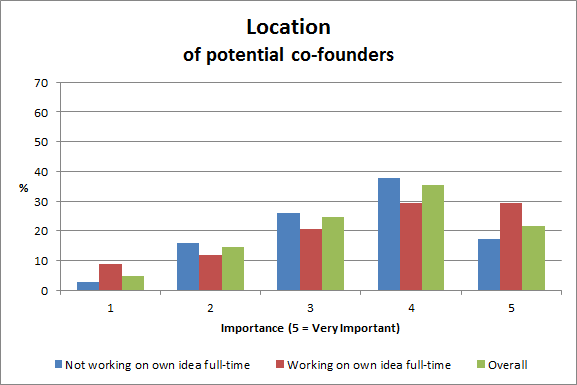 Location
of potential co-founders
70
60
50
40
30
20
10
0
%
1 2 3 4 5
Importance (5 = Very Important)
Not working on own idea full-time Working on own idea full-time Overall